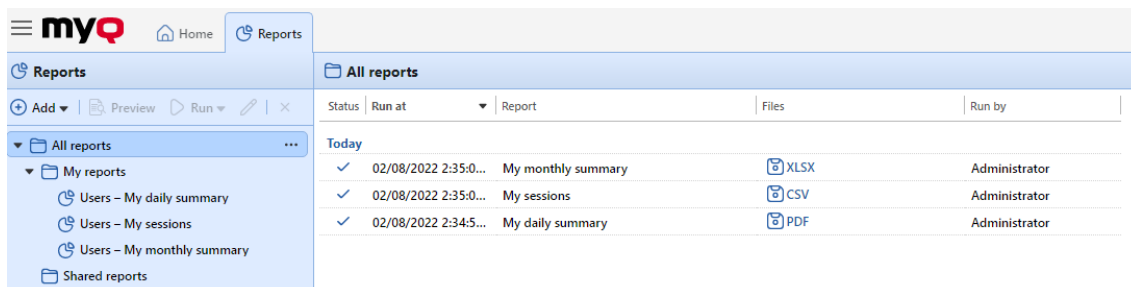 myQ Home Reports
Reports
Add Preview Run
All reports
My reports
Users – My daily summary
Users – My sessions
Users – My monthly summary
Shared reports
All reports
Status Run at Report Files Run by
Today
02/08/2022 2:35:0... My monthly summary XLSX Administrator
02/08/2022 2:35:0... My sessions CSV Administrator
02/08/2022 2:34:5... My daily summary PDF Administrator